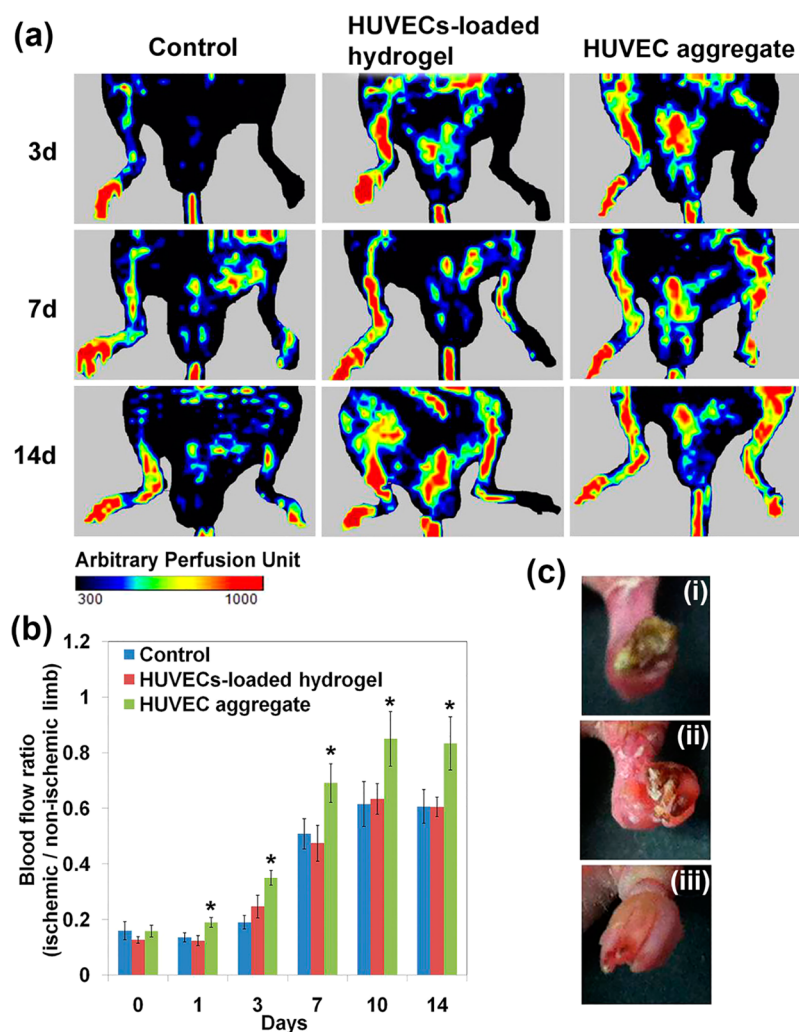 (a)
Control
HUVECs-loaded
hydrogel
HUVEC aggregate
3d
7d
14d
Arbitrary Perfusion Unit
300
1000
(b)
1.2
1
0.8
0.6
0.4
0.2
0
Blood flow ratio
(ischemic / non-ischemic limb)
Control
HUVECs-loaded hydrogel
HUVEC aggregate
*
*
*
*
*
0
1
3
7
10
14
Days
(c)
(i)
(ii)
(iii)